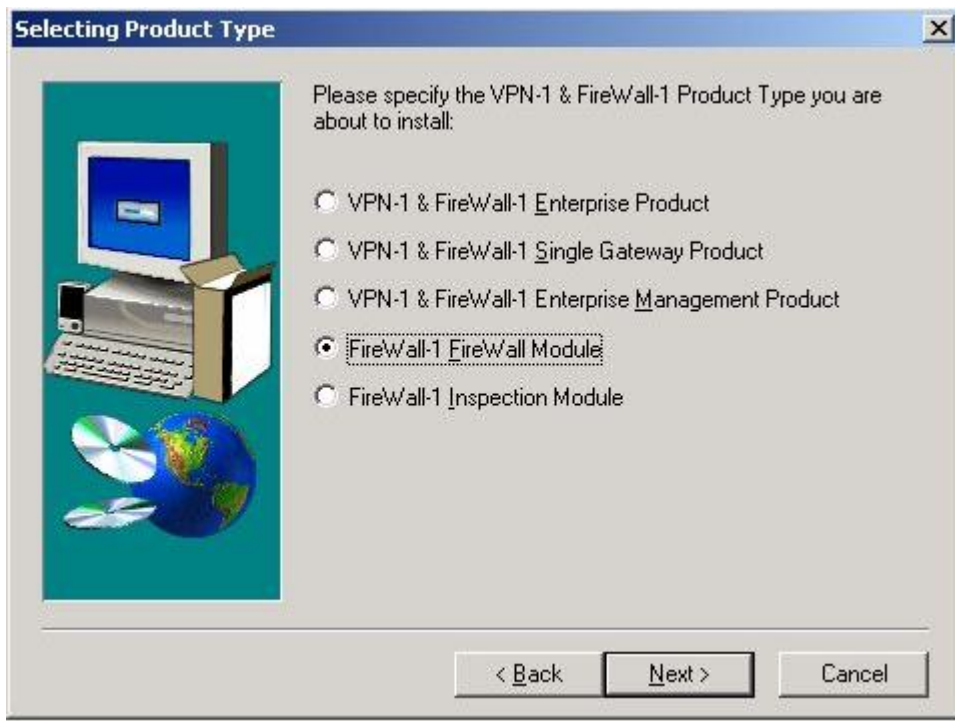 Selecting Product Type
Please specify the VPN-1 & FireWall-1 Product Type you are
about to install:
VPN-1 & FireWall-1 Enterprise Product
VPN-1 & FireWall-1 Single Gateway Product
VPN-1 & FireWall-1 Enterprise Management Product
FireWall-1 FireWall Module
FireWall-1 Inspection Module
< Back
Next >
Cancel